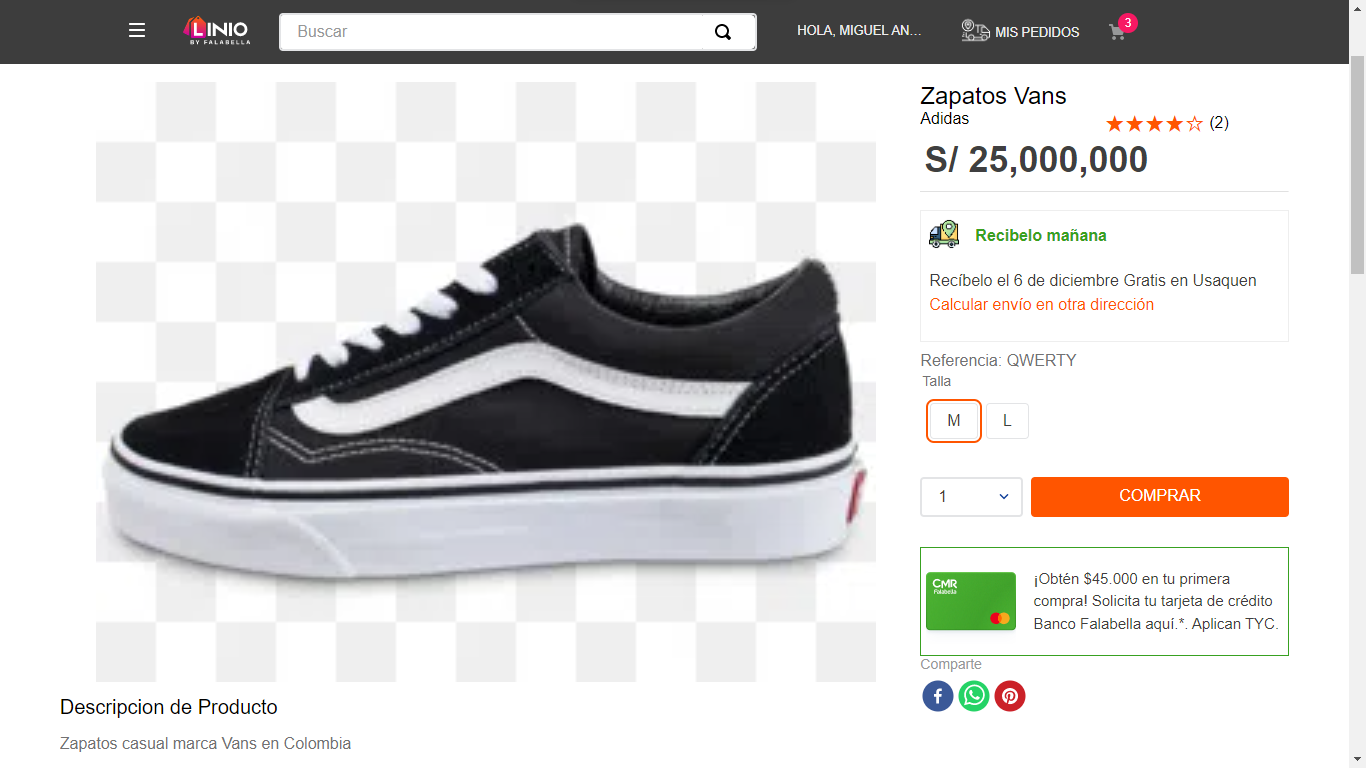 LINIO
BY FALABELLA
Buscar
HOLA, MIGUEL AN...
MIS PEDIDOS
3
Zapatos Vans
Adidas
(2)
S/ 25,000,000
Recibelo mañana
Recíbelo el 6 de diciembre Gratis en Usaquen
Calcular envío en otra dirección
Referencia: QWERTY
Talla
M L
1
COMPRAR
CMR
Falabella
¡Obtén $45.000 en tu primera
compra! Solicita tu tarjeta de crédito
Banco Falabella aquí.*. Aplican TYC.
Comparte
Descripcion de Producto
Zapatos casual marca Vans en Colombia